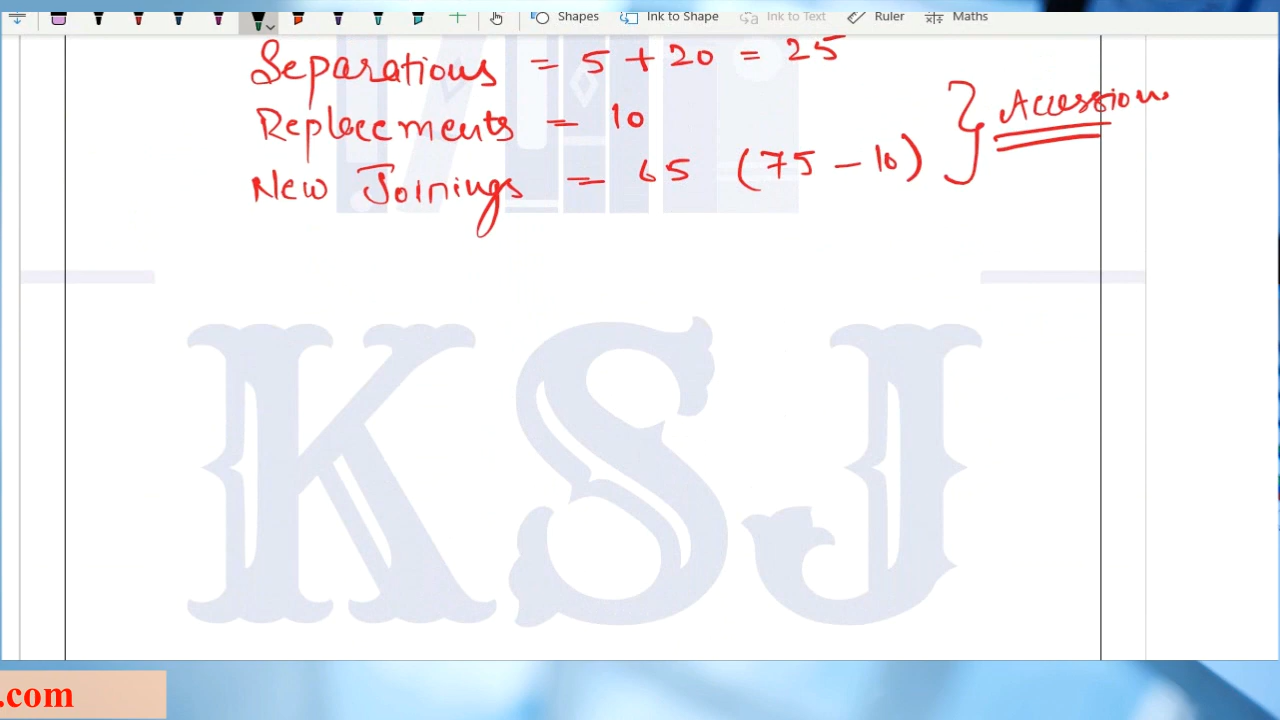 Shapes Ink to Shape Ink to Text Ruler Maths
Separations = 5 + 20 = 25
Replacements = 10
New Joinings = 65 (75 - 10)
Accession
KSJ
.com